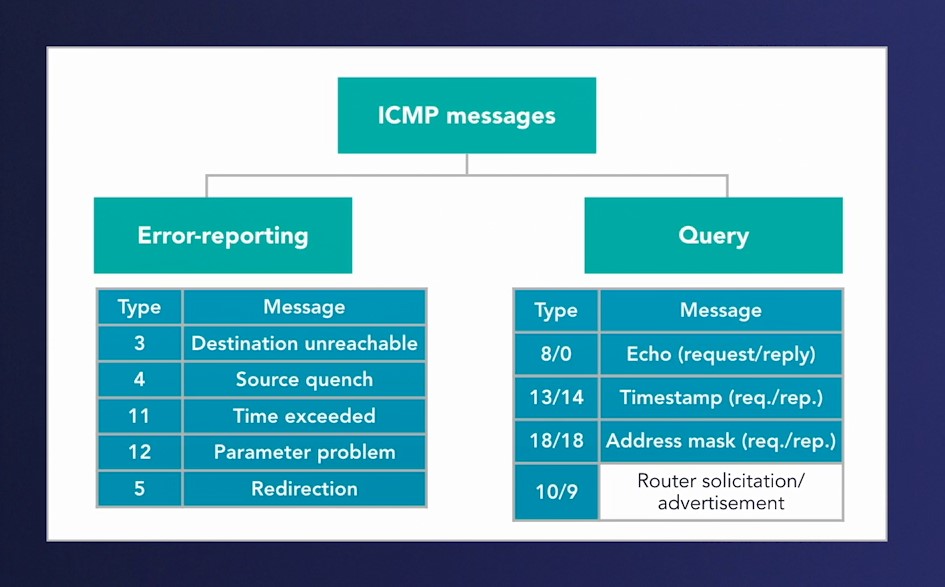 ICMP messages
Error-reporting
Type Message
3 Destination unreachable
4 Source quench
11 Time exceeded
12 Parameter problem
5 Redirection
Query
Type Message
8/0 Echo (request/reply)
13/14 Timestamp (req./rep.)
18/18 Address mask (req./rep.)
10/9 Router solicitation/
advertisement